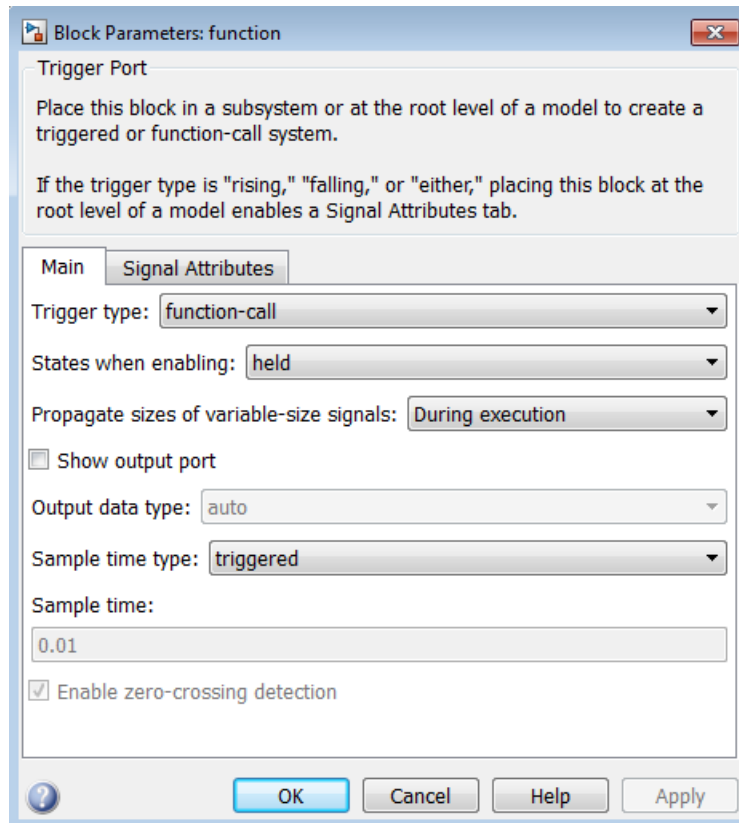 Block Parameters: function
Trigger Port
Place this block in a subsystem or at the root level of a model to create a
triggered or function-call system.
If the trigger type is "rising," "falling," or "either," placing this block at the
root level of a model enables a Signal Attributes tab.
Main Signal Attributes
Trigger type: function-call
States when enabling: held
Propagate sizes of variable-size signals: During execution
Show output port
Output data type: auto
Sample time type: triggered
Sample time:
0.01
Enable zero-crossing detection
? OK Cancel Help Apply